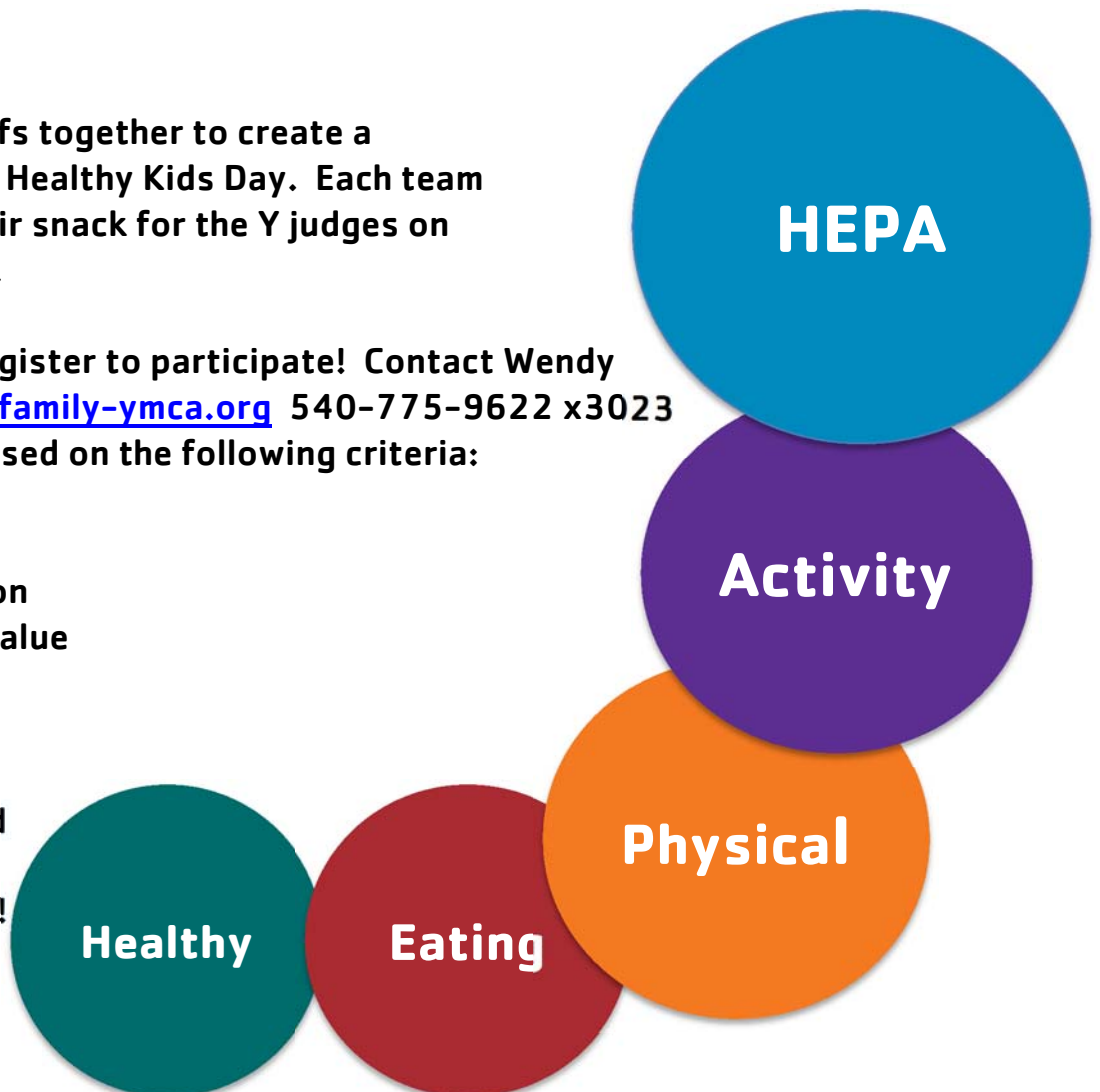 fs together to create a
Healthy Kids Day. Each team
ir snack for the Y judges on
gister to participate! Contact Wendy
family-ymca.org 540-775-9622 x3023
sed on the following criteria:
on
alue
!
HEPA
Activity
Physical
Healthy Eating